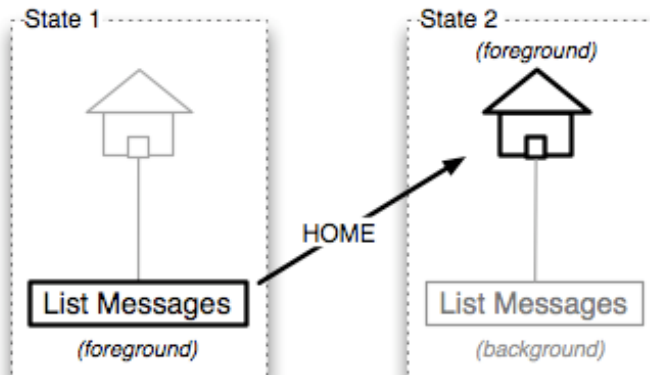 State 1
List Messages
(foreground)
HOME
State 2
(foreground)
List Messages
(background)